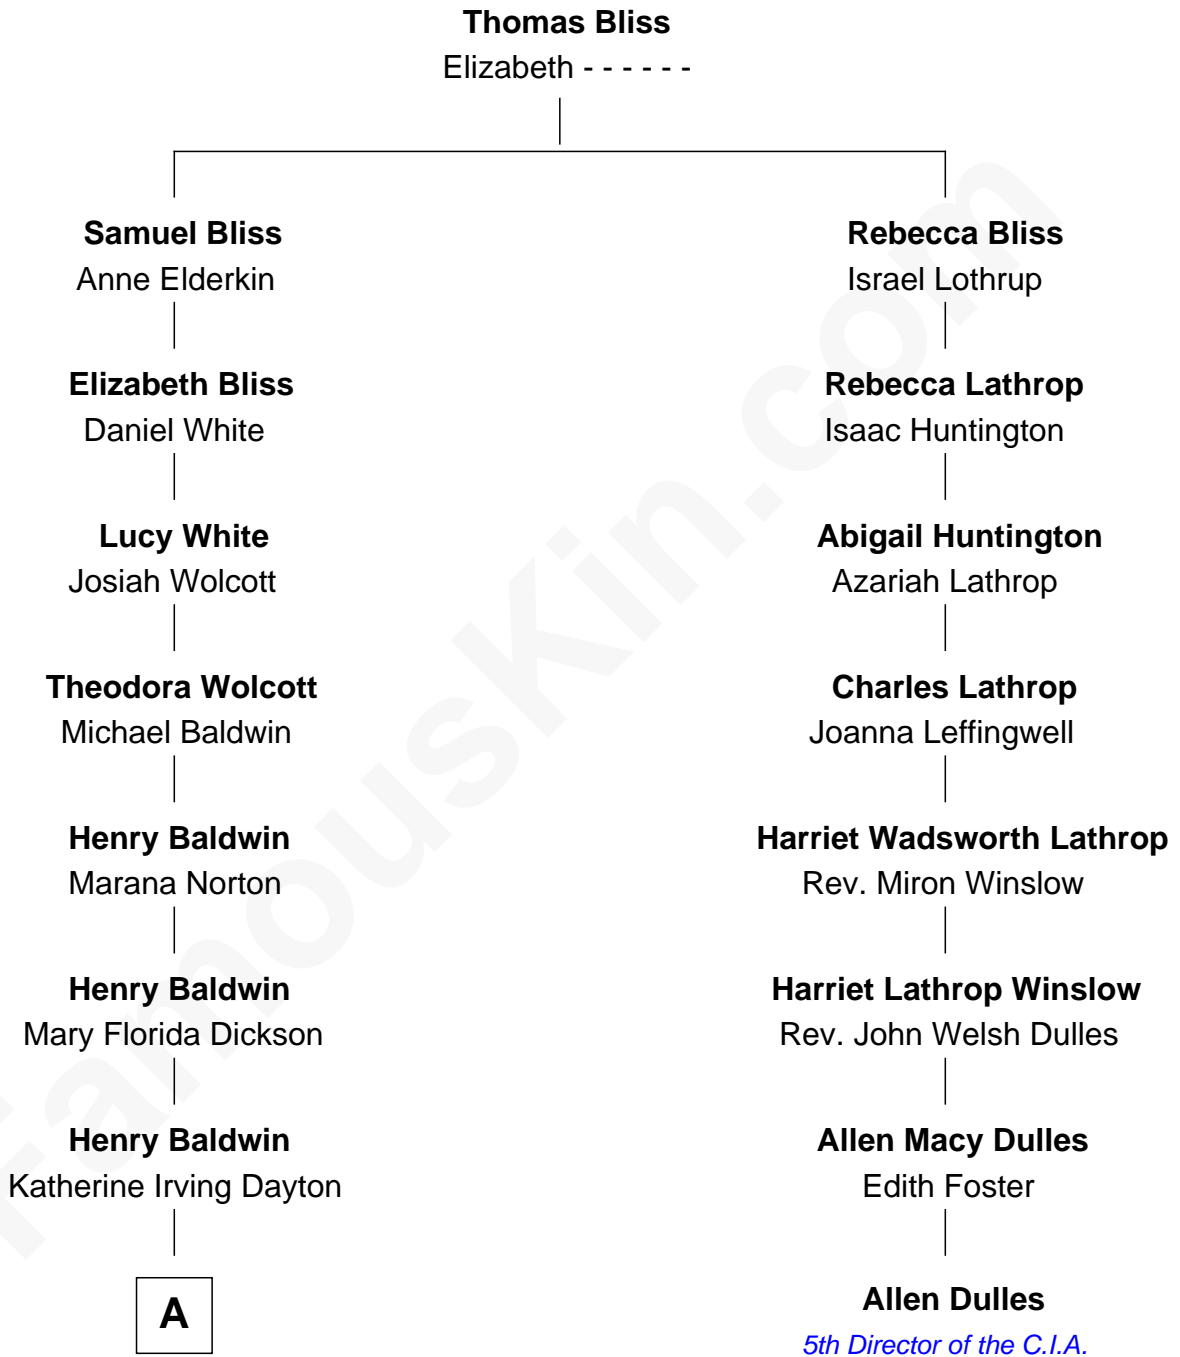 Thomas Bliss
Elizabeth - - - - - -
Samuel Bliss
Anne Elderkin
Rebecca Bliss
Israel Lothrup
Elizabeth Bliss
Daniel White
Rebecca Lathrop
Isaac Huntington
Lucy White
Josiah Wolcott
Abigail Huntington
Azariah Lathrop
Theodora Wolcott
Michael Baldwin
Charles Lathrop
Joanna Leffingwell
Henry Baldwin
Marana Norton
Harriet Wadsworth Lathrop
Rev. Miron Winslow
Henry Baldwin
Mary Florida Dickson
Harriet Lathrop Winslow
Rev. John Welsh Dulles
Henry Baldwin
Katherine Irving Dayton
Allen Macy Dulles
Edith Foster
A
Allen Dulles
5th Director of the C.I.A.
FamousKin.com